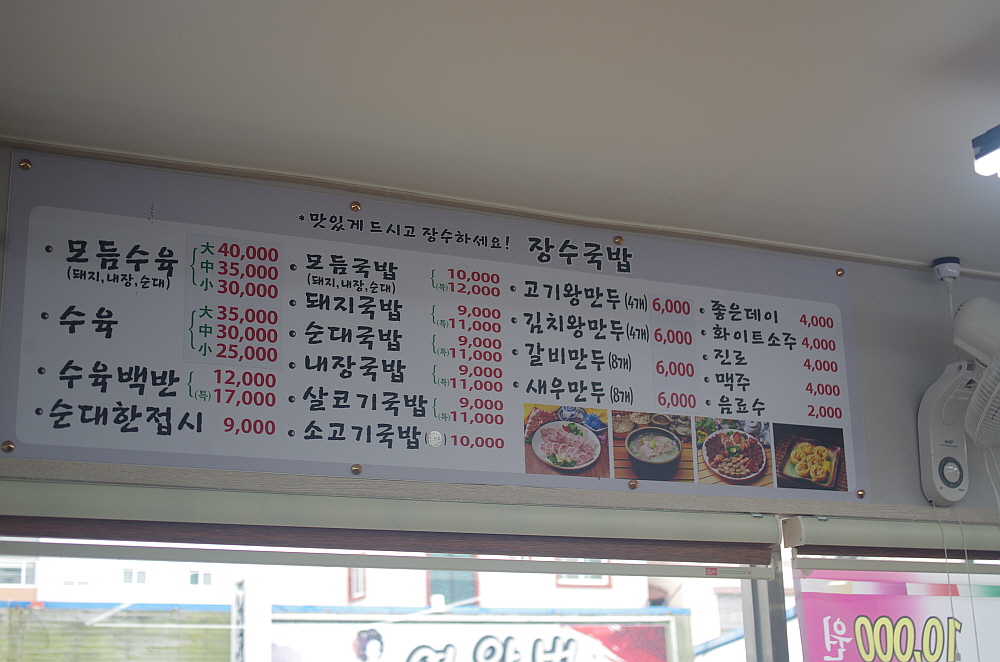 *맛있게 드시고 장수하세요! 장수국밥
• 모듬수육 大 40,000
(돼지,내장,순대) 中 35,000
小 30,000
• 수육 大 35,000
中 30,000
小 25,000
• 수육백반 12,000
(특) 17,000
• 순대한접시 9,000
• 모듬국밥 10,000
(돼지,내장,순대) (특) 12,000
• 돼지국밥 9,000
(특) 11,000
• 순대국밥 9,000
(특) 11,000
• 내장국밥 9,000
(특) 11,000
• 살코기국밥 9,000
(특) 11,000
• 소고기국밥 10,000
• 고기왕만두(4개) 6,000
• 김치왕만두(4개) 6,000
• 갈비만두(8개) 6,000
• 새우만두(8개) 6,000
• 좋은데이 4,000
• 화이트소주 4,000
• 진로 4,000
• 맥주 4,000
• 음료수 2,000
10,000원